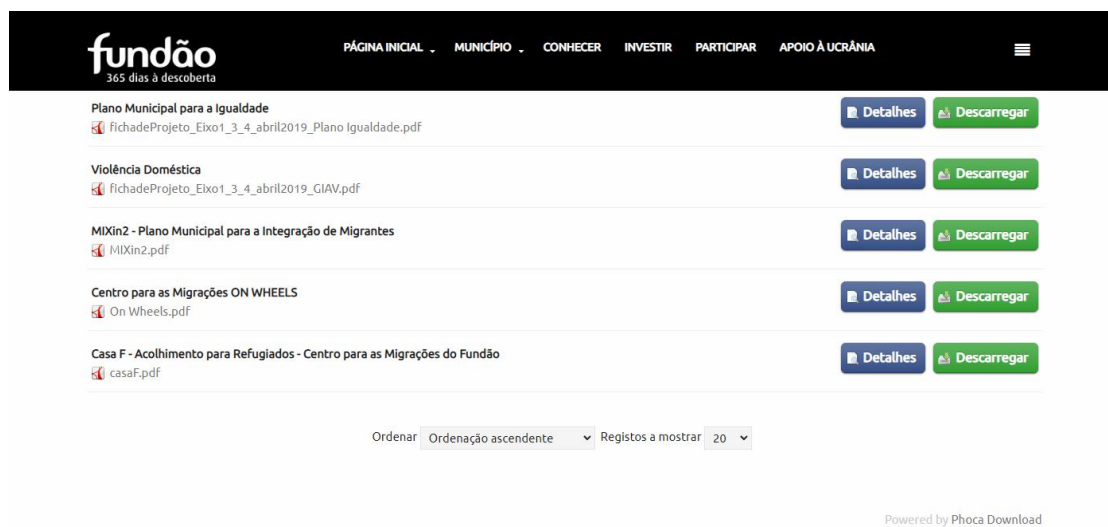 fundão
365 dias à descoberta
PÁGINA INICIAL MUNICÍPIO CONHECER INVESTIR PARTICIPAR APOIO À UCRÂNIA
Plano Municipal para a Igualdade
fichadeProjeto_Eixo1_3_4_abril2019_Plano Igualdade.pdf
Detalhes Descarregar
Violência Doméstica
fichadeProjeto_Eixo1_3_4_abril2019_GIAV.pdf
Detalhes Descarregar
MIXin2 - Plano Municipal para a Integração de Migrantes
MIXin2.pdf
Detalhes Descarregar
Centro para as Migrações ON WHEELS
On Wheels.pdf
Detalhes Descarregar
Casa F - Acolhimento para Refugiados - Centro para as Migrações do Fundão
casaF.pdf
Detalhes Descarregar
Ordenar Ordenação ascendente Registos a mostrar 20
Powered by Phoca Download